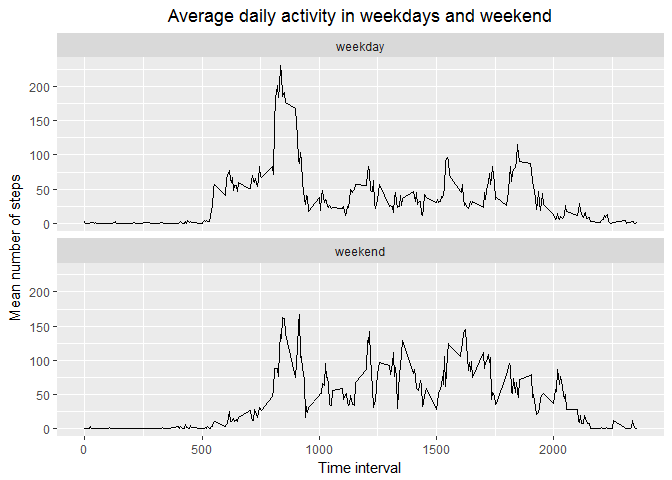 Average daily activity in weekdays and weekend
weekday
200
150
100
50
0
weekend
200
150
100
50
0
Mean number of steps
0 500 1000 1500 2000
Time interval